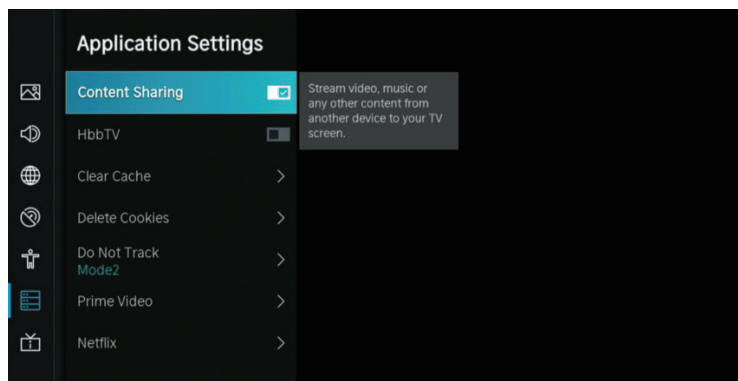 Application Settings
Content Sharing
Stream video, music or
any other content from
another device to your TV
screen.
HbbTV
Clear Cache
Delete Cookies
Do Not Track
Mode2
Prime Video
Netflix